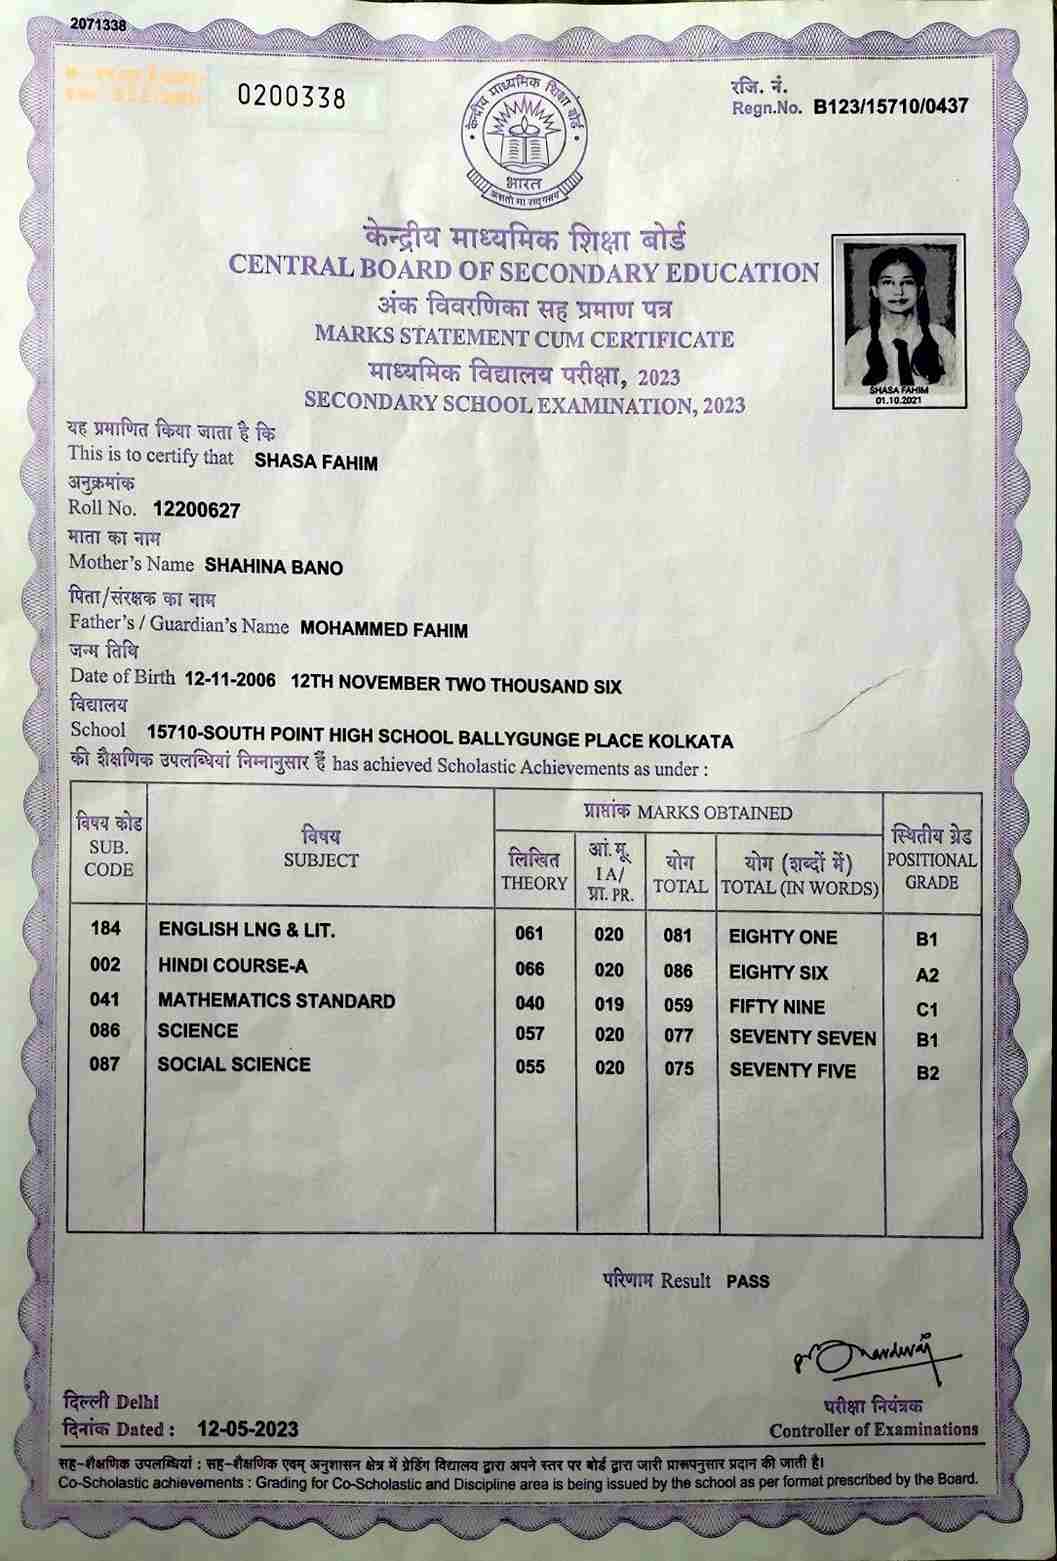 2071338
0200338
रजि. नं.
Regn.No. B123/15710/0437
केन्द्रीय माध्यमिक शिक्षा बोर्ड
भारत
असतो मा सद्गमय
केन्द्रीय माध्यमिक शिक्षा बोर्ड
CENTRAL BOARD OF SECONDARY EDUCATION
अंक विवरणिका सह प्रमाण पत्र
MARKS STATEMENT CUM CERTIFICATE
माध्यमिक विद्यालय परीक्षा, 2023
SECONDARY SCHOOL EXAMINATION, 2023
SHASA FAHIM
01.10.2021
यह प्रमाणित किया जाता है कि
This is to certify that SHASA FAHIM
अनुक्रमांक
Roll No. 12200627
माता का नाम
Mother's Name SHAHINA BANO
पिता/संरक्षक का नाम
Father's / Guardian's Name MOHAMMED FAHIM
जन्म तिथि
Date of Birth 12-11-2006 12TH NOVEMBER TWO THOUSAND SIX
विद्यालय
School 15710-SOUTH POINT HIGH SCHOOL BALLYGUNGE PLACE KOLKATA
की शैक्षणिक उपलब्धियां निम्नानुसार हैं has achieved Scholastic Achievements as under :
विषय कोड SUB. CODE
विषय SUBJECT
प्राप्तांक MARKS OBTAINED
लिखित THEORY
आं.मू. IA/ प्रा. PR.
योग TOTAL
योग (शब्दों में) TOTAL (IN WORDS)
स्थितीय ग्रेड POSITIONAL GRADE
184 ENGLISH LNG & LIT. 061 020 081 EIGHTY ONE B1
002 HINDI COURSE-A 066 020 086 EIGHTY SIX A2
041 MATHEMATICS STANDARD 040 019 059 FIFTY NINE C1
086 SCIENCE 057 020 077 SEVENTY SEVEN B1
087 SOCIAL SCIENCE 055 020 075 SEVENTY FIVE B2
परिणाम Result PASS
दिल्ली Delhi
दिनांक Dated : 12-05-2023
परीक्षा नियंत्रक
Controller of Examinations
सह-शैक्षणिक उपलब्धियां : सह-शैक्षणिक एवम् अनुशासन क्षेत्र में ग्रेडिंग विद्यालय द्वारा अपने स्तर पर बोर्ड द्वारा जारी प्रारूपनुसार प्रदान की जाती है।
Co-Scholastic achievements : Grading for Co-Scholastic and Discipline area is being issued by the school as per format prescribed by the Board.